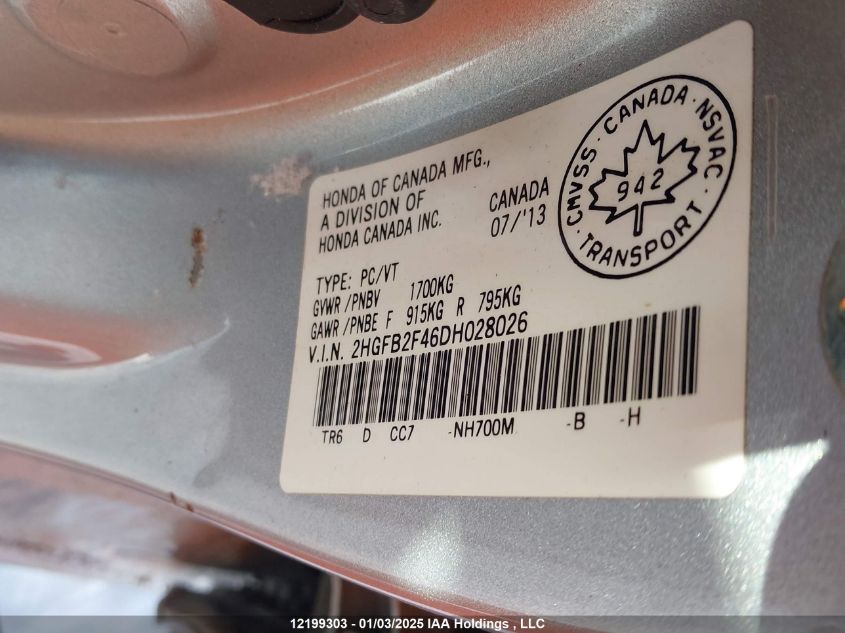 HONDA OF CANADA MFG.,
A DIVISION OF
HONDA CANADA INC.
CANADA
07/'13
CMVSS · CANADA · NSVAC · TRANSPORT ·
942
TYPE: PC/VT
GVWR /PNBV 1700KG
GAWR /PNBE F 915KG R 795KG
V.I.N. 2HGFB2F46DH028026
TR6 D CC7 -NH700M -B -H
12199303 - 01/03/2025 IAA Holdings , LLC